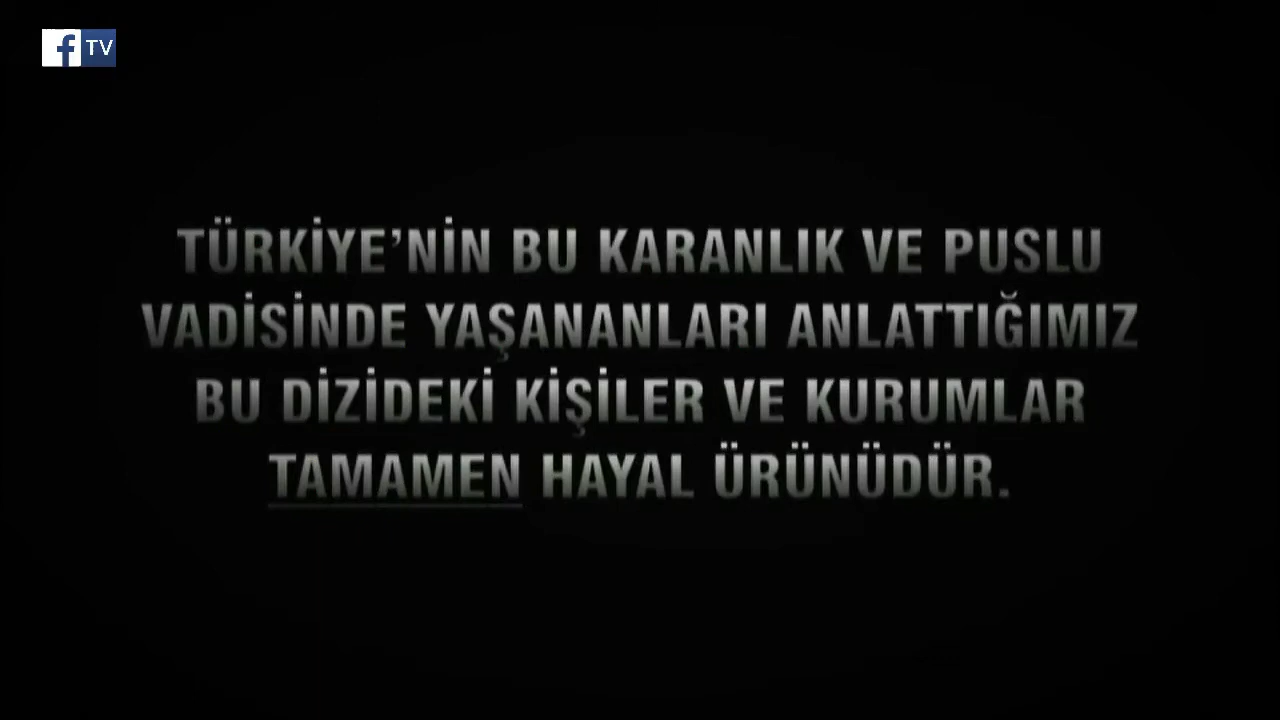 f TV
TÜRKİYE'NİN BU KARANLIK VE PUSLU
VADİSİNDE YAŞANANLARI ANLATTIĞIMIZ
BU DİZİDEKİ KİŞİLER VE KURUMLAR
TAMAMEN HAYAL ÜRÜNÜDÜR.